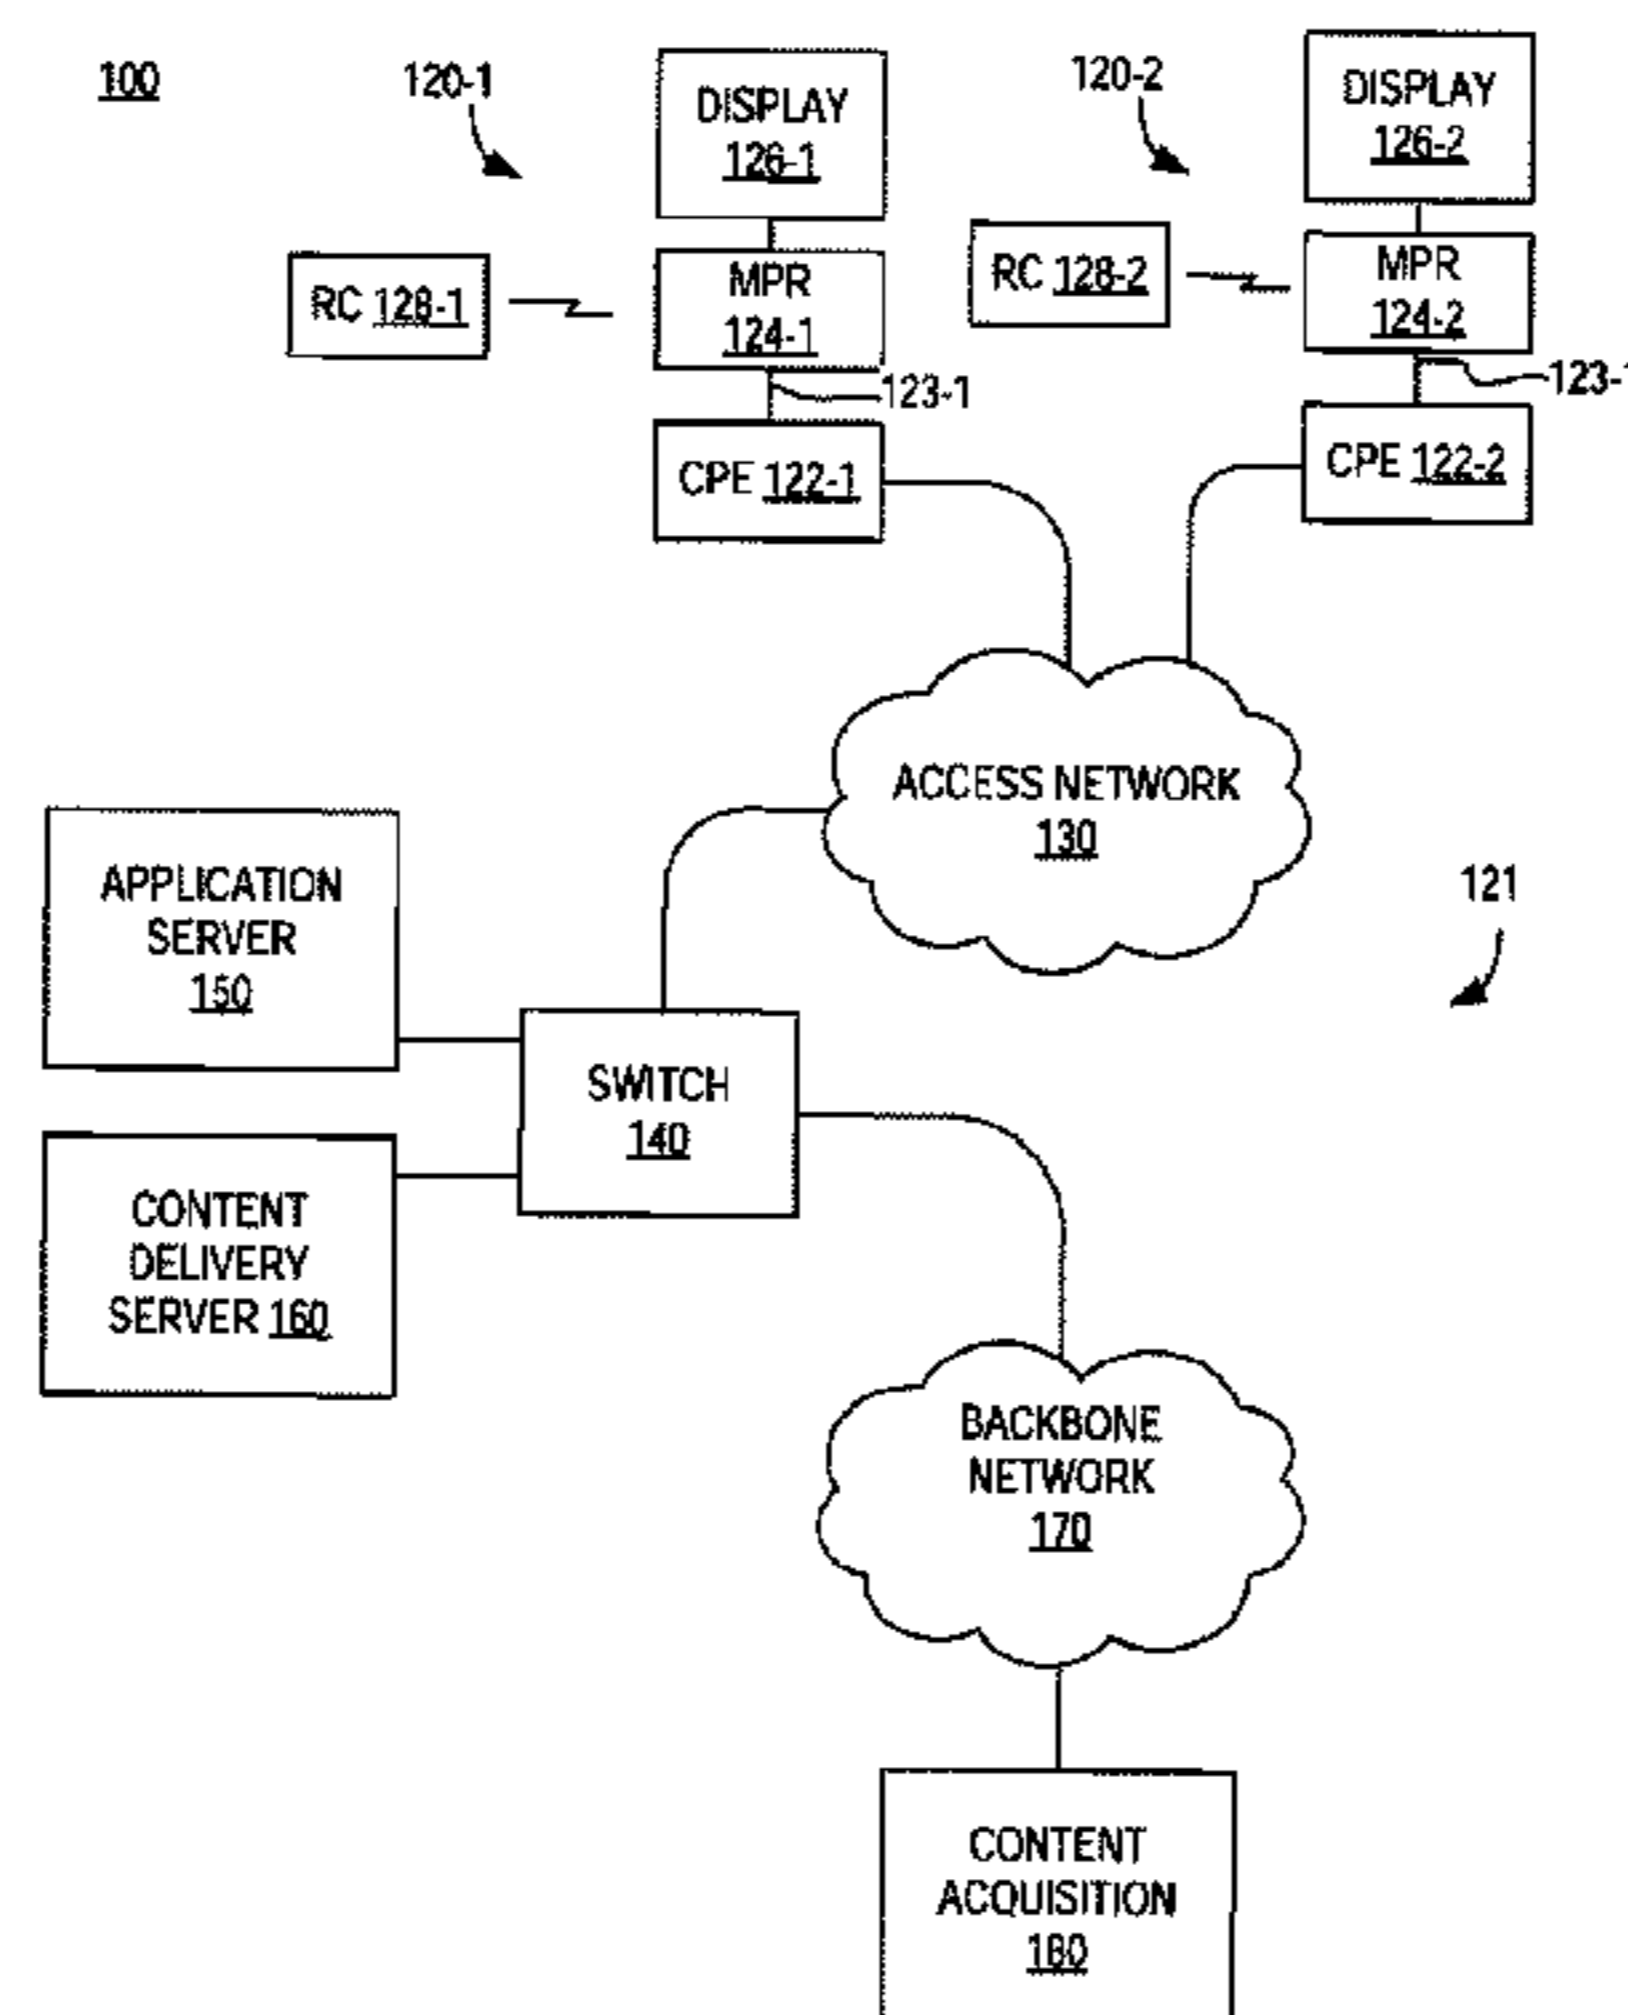 100
120-1
DISPLAY
126-1
120-2
DISPLAY
126-2
RC 128-1
MPR
124-1
RC 128-2
MPR
124-2
123-1
123-1
CPE 122-1
CPE 122-2
ACCESS NETWORK
130
121
APPLICATION
SERVER
150
SWITCH
140
CONTENT
DELIVERY
SERVER 160
BACKBONE
NETWORK
170
CONTENT
ACQUISITION
180